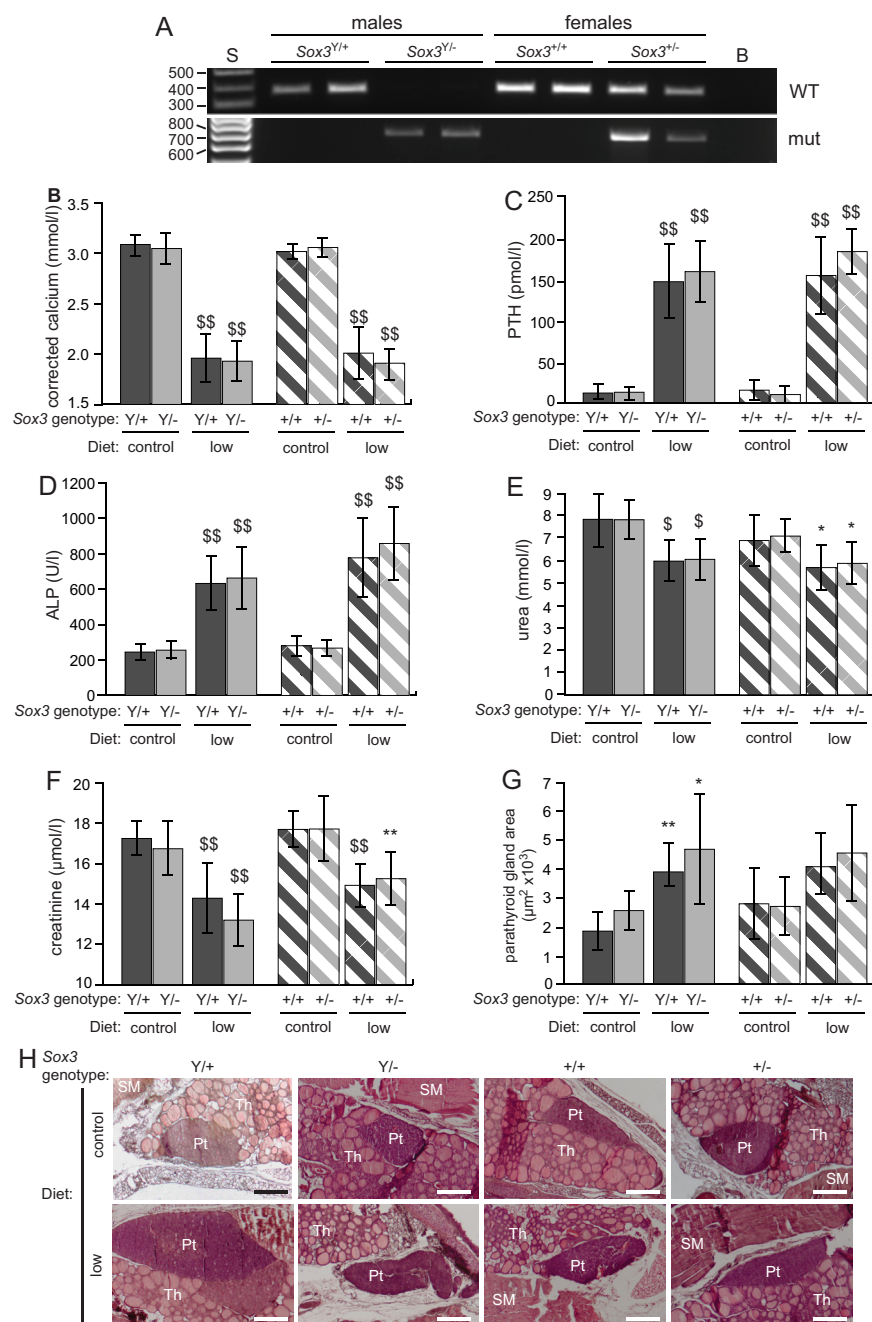 A
males females
S Sox3Y/+ Sox3Y/- Sox3+/+ Sox3+/- B
500
400
300
WT
800
700
600
mut
B
corrected calcium (mmol/l)
3.5
3.0
2.5
2.0
1.5
$$ $$ $$ $$
Sox3 genotype: Y/+ Y/- Y/+ Y/- +/+ +/- +/+ +/-
Diet: control low control low
C
PTH (pmol/l)
250
200
150
100
50
0
$$ $$ $$ $$
Y/+ Y/- Y/+ Y/- +/+ +/- +/+ +/-
control low control low
D
ALP (U/l)
1200
1000
800
600
400
200
0
$$ $$ $$ $$
Sox3 genotype: Y/+ Y/- Y/+ Y/- +/+ +/- +/+ +/-
Diet: control low control low
E
urea (mmol/l)
9
8
7
6
5
4
3
2
1
0
$ $ * *
Sox3 genotype: Y/+ Y/- Y/+ Y/- +/+ +/- +/+ +/-
Diet: control low control low
F
creatinine (µmol/l)
20
18
16
14
12
10
$$ $$ $$ **
Sox3 genotype: Y/+ Y/- Y/+ Y/- +/+ +/- +/+ +/-
Diet: control low control low
G
parathyroid gland area
(µm² x10³)
7
6
5
4
3
2
1
0
** *
Sox3 genotype: Y/+ Y/- Y/+ Y/- +/+ +/- +/+ +/-
Diet: control low control low
H
Sox3
genotype: Y/+ Y/- +/+ +/-
Diet:
control
SM Th Pt
SM Pt Th
Pt Th
Pt Th SM
low
Pt Th
Th Pt
Th Pt SM
SM Pt Th